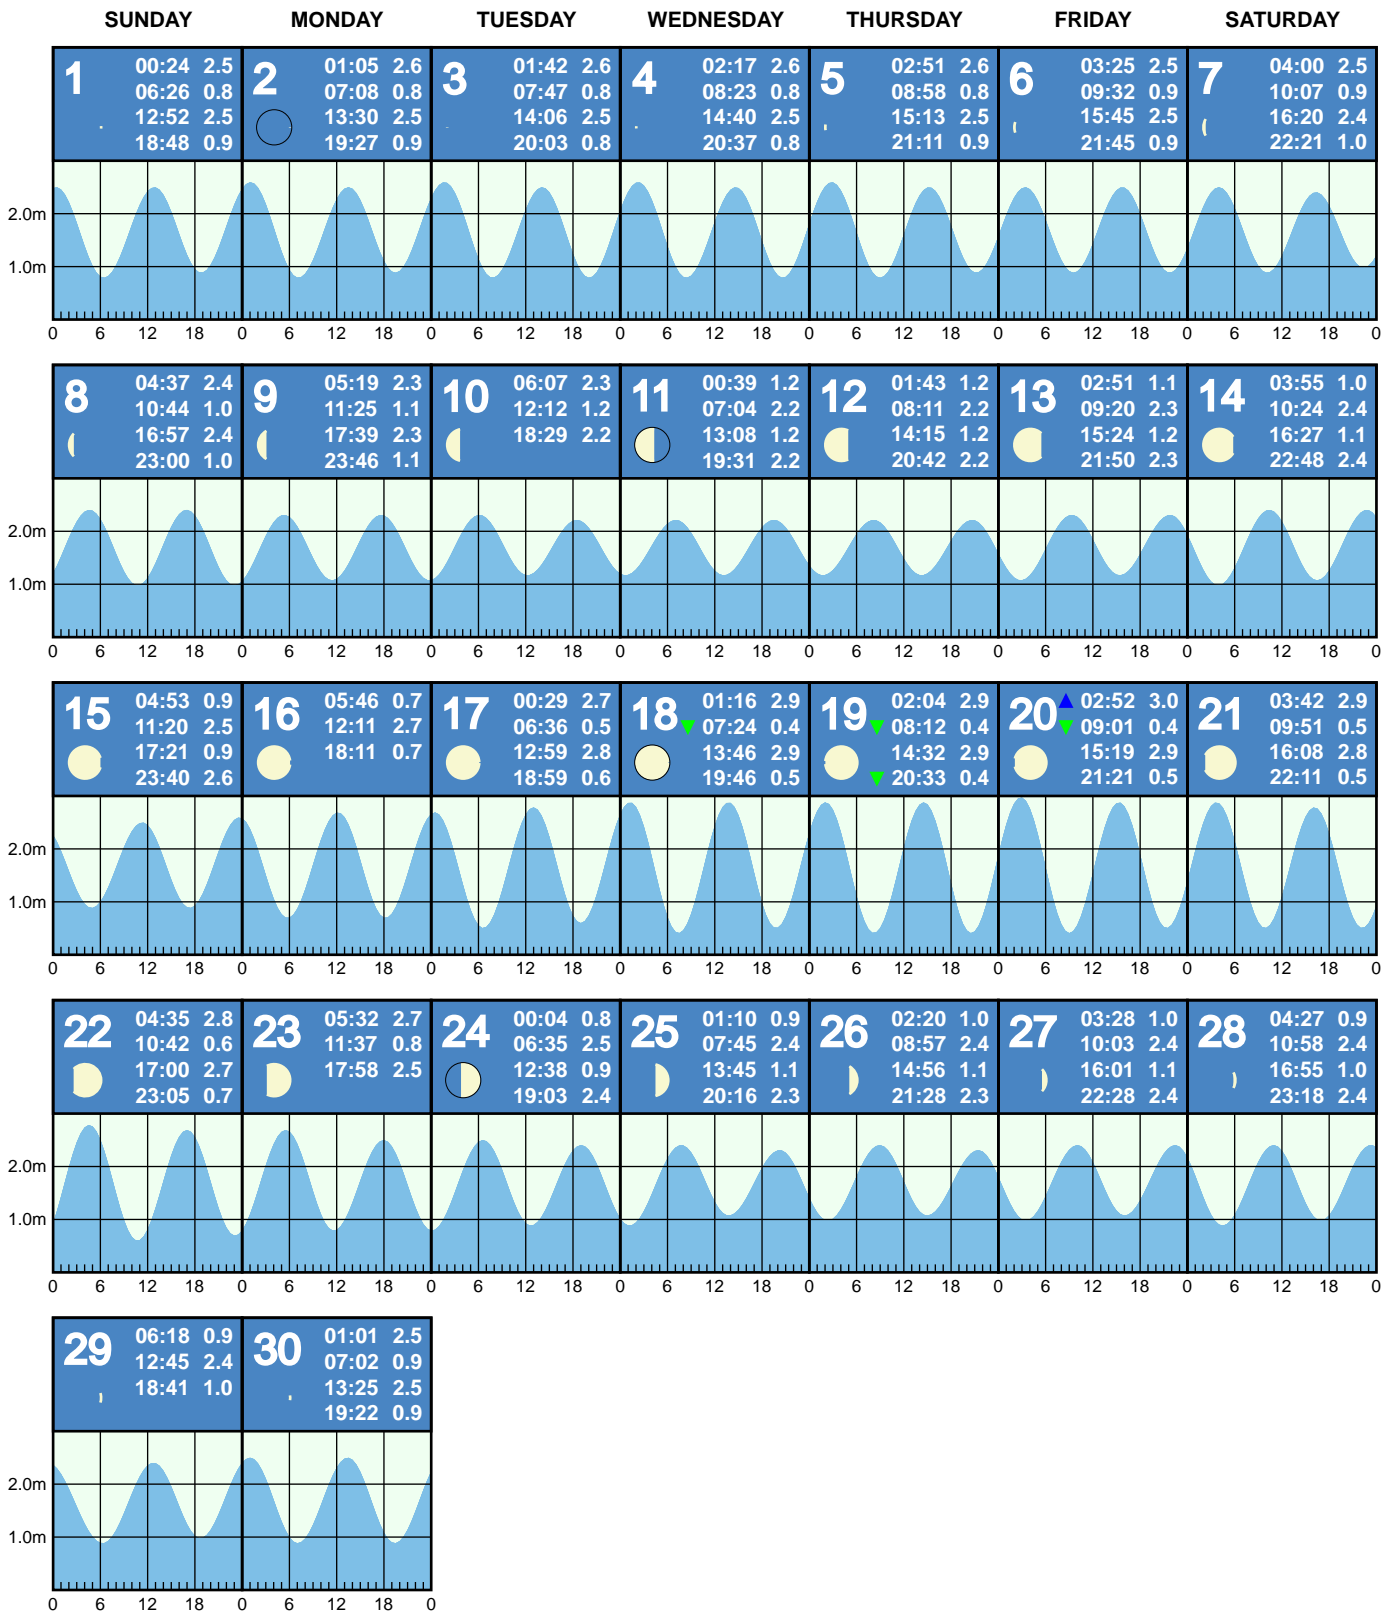 SUNDAY MONDAY TUESDAY WEDNESDAY THURSDAY FRIDAY SATURDAY
1 00:24 2.5
06:26 0.8
12:52 2.5
18:48 0.9
2 01:05 2.6
07:08 0.8
13:30 2.5
19:27 0.9
3 01:42 2.6
07:47 0.8
14:06 2.5
20:03 0.8
4 02:17 2.6
08:23 0.8
14:40 2.5
20:37 0.8
5 02:51 2.6
08:58 0.8
15:13 2.5
21:11 0.9
6 03:25 2.5
09:32 0.9
15:45 2.5
21:45 0.9
7 04:00 2.5
10:07 0.9
16:20 2.4
22:21 1.0
2.0m
1.0m
0 6 12 18 0 6 12 18 0 6 12 18 0 6 12 18 0 6 12 18 0 6 12 18 0 6 12 18 0
8 04:37 2.4
10:44 1.0
16:57 2.4
23:00 1.0
9 05:19 2.3
11:25 1.1
17:39 2.3
23:46 1.1
10 06:07 2.3
12:12 1.2
18:29 2.2
11 00:39 1.2
07:04 2.2
13:08 1.2
19:31 2.2
12 01:43 1.2
08:11 2.2
14:15 1.2
20:42 2.2
13 02:51 1.1
09:20 2.3
15:24 1.2
21:50 2.3
14 03:55 1.0
10:24 2.4
16:27 1.1
22:48 2.4
2.0m
1.0m
0 6 12 18 0 6 12 18 0 6 12 18 0 6 12 18 0 6 12 18 0 6 12 18 0 6 12 18 0
15 04:53 0.9
11:20 2.5
17:21 0.9
23:40 2.6
16 05:46 0.7
12:11 2.7
18:11 0.7
17 00:29 2.7
06:36 0.5
12:59 2.8
18:59 0.6
18 01:16 2.9
07:24 0.4
13:46 2.9
19:46 0.5
19 02:04 2.9
08:12 0.4
14:32 2.9
20:33 0.4
20 02:52 3.0
09:01 0.4
15:19 2.9
21:21 0.5
21 03:42 2.9
09:51 0.5
16:08 2.8
22:11 0.5
2.0m
1.0m
0 6 12 18 0 6 12 18 0 6 12 18 0 6 12 18 0 6 12 18 0 6 12 18 0 6 12 18 0
22 04:35 2.8
10:42 0.6
17:00 2.7
23:05 0.7
23 05:32 2.7
11:37 0.8
17:58 2.5
24 00:04 0.8
06:35 2.5
12:38 0.9
19:03 2.4
25 01:10 0.9
07:45 2.4
13:45 1.1
20:16 2.3
26 02:20 1.0
08:57 2.4
14:56 1.1
21:28 2.3
27 03:28 1.0
10:03 2.4
16:01 1.1
22:28 2.4
28 04:27 0.9
10:58 2.4
16:55 1.0
23:18 2.4
2.0m
1.0m
0 6 12 18 0 6 12 18 0 6 12 18 0 6 12 18 0 6 12 18 0 6 12 18 0 6 12 18 0
29 06:18 0.9
12:45 2.4
18:41 1.0
30 01:01 2.5
07:02 0.9
13:25 2.5
19:22 0.9
2.0m
1.0m
0 6 12 18 0 6 12 18 0